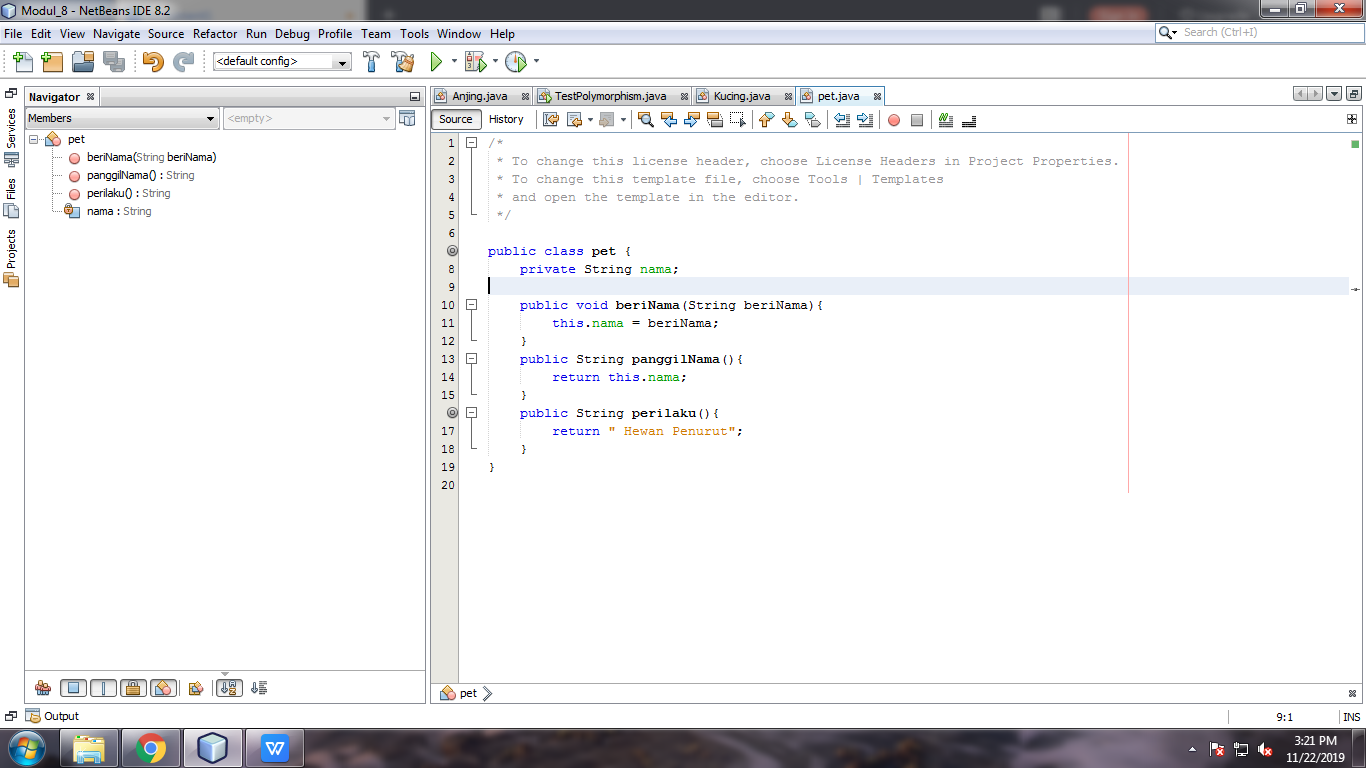 Modul_8 - NetBeans IDE 8.2
File Edit View Navigate Source Refactor Run Debug Profile Team Tools Window Help
Search (Ctrl+I)
<default config>
Services
Files
Projects
Navigator
Members
<empty>
pet
beriNama(String beriNama)
panggilNama() : String
perilaku() : String
nama : String
Anjing.java TestPolymorphism.java Kucing.java pet.java
Source History
1 /*
2 * To change this license header, choose License Headers in Project Properties.
3 * To change this template file, choose Tools | Templates
4 * and open the template in the editor.
5 */
6
public class pet {
8 private String nama;
9
10 public void beriNama(String beriNama){
11 this.nama = beriNama;
12 }
13 public String panggilNama(){
14 return this.nama;
15 }
public String perilaku(){
17 return " Hewan Penurut";
18 }
19 }
20
pet
Output
9:1 INS
W
3:21 PM
11/22/2019